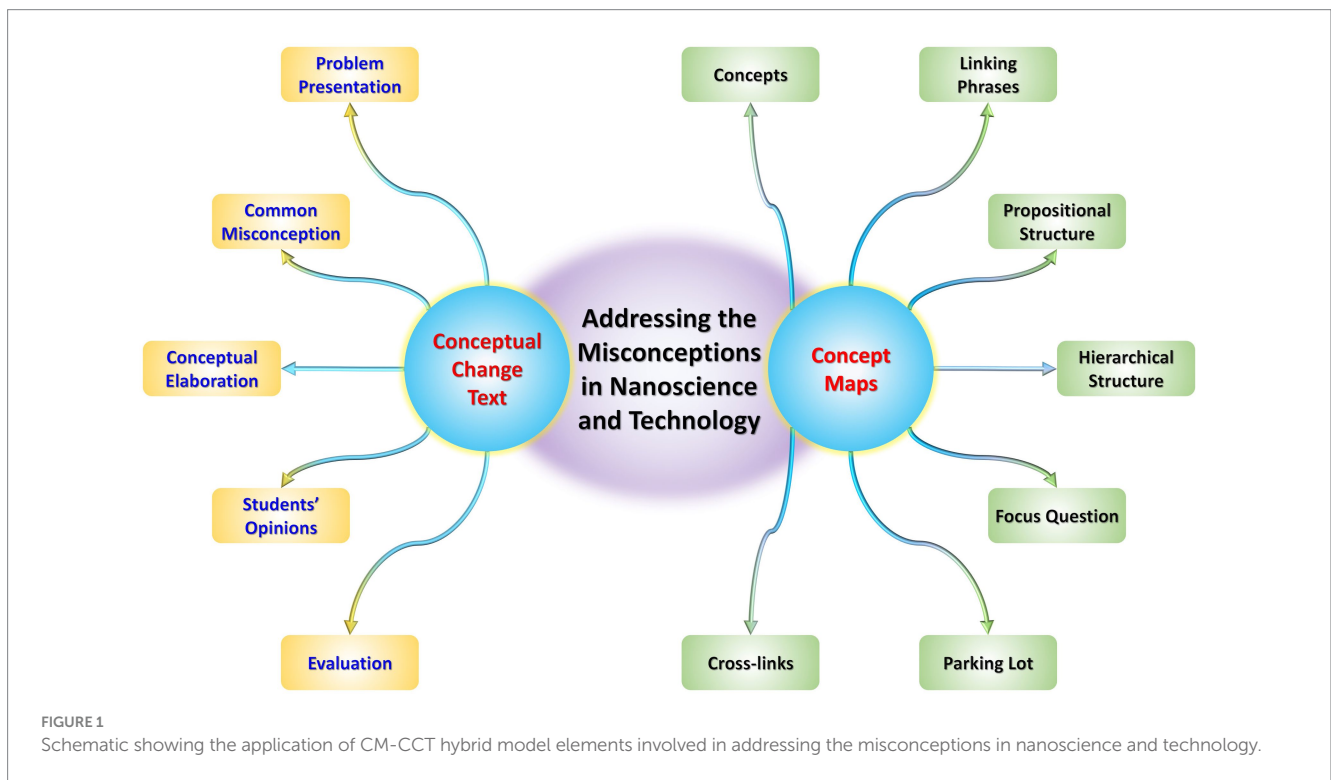 Problem
Presentation
Common
Misconception
Conceptual
Elaboration
Students’
Opinions
Evaluation
Conceptual
Change
Text
Addressing the
Misconceptions
in Nanoscience
and Technology
Concept
Maps
Concepts
Linking
Phrases
Propositional
Structure
Hierarchical
Structure
Focus Question
Parking Lot
Cross-links
FIGURE 1
Schematic showing the application of CM-CCT hybrid model elements involved in addressing the misconceptions in nanoscience and technology.